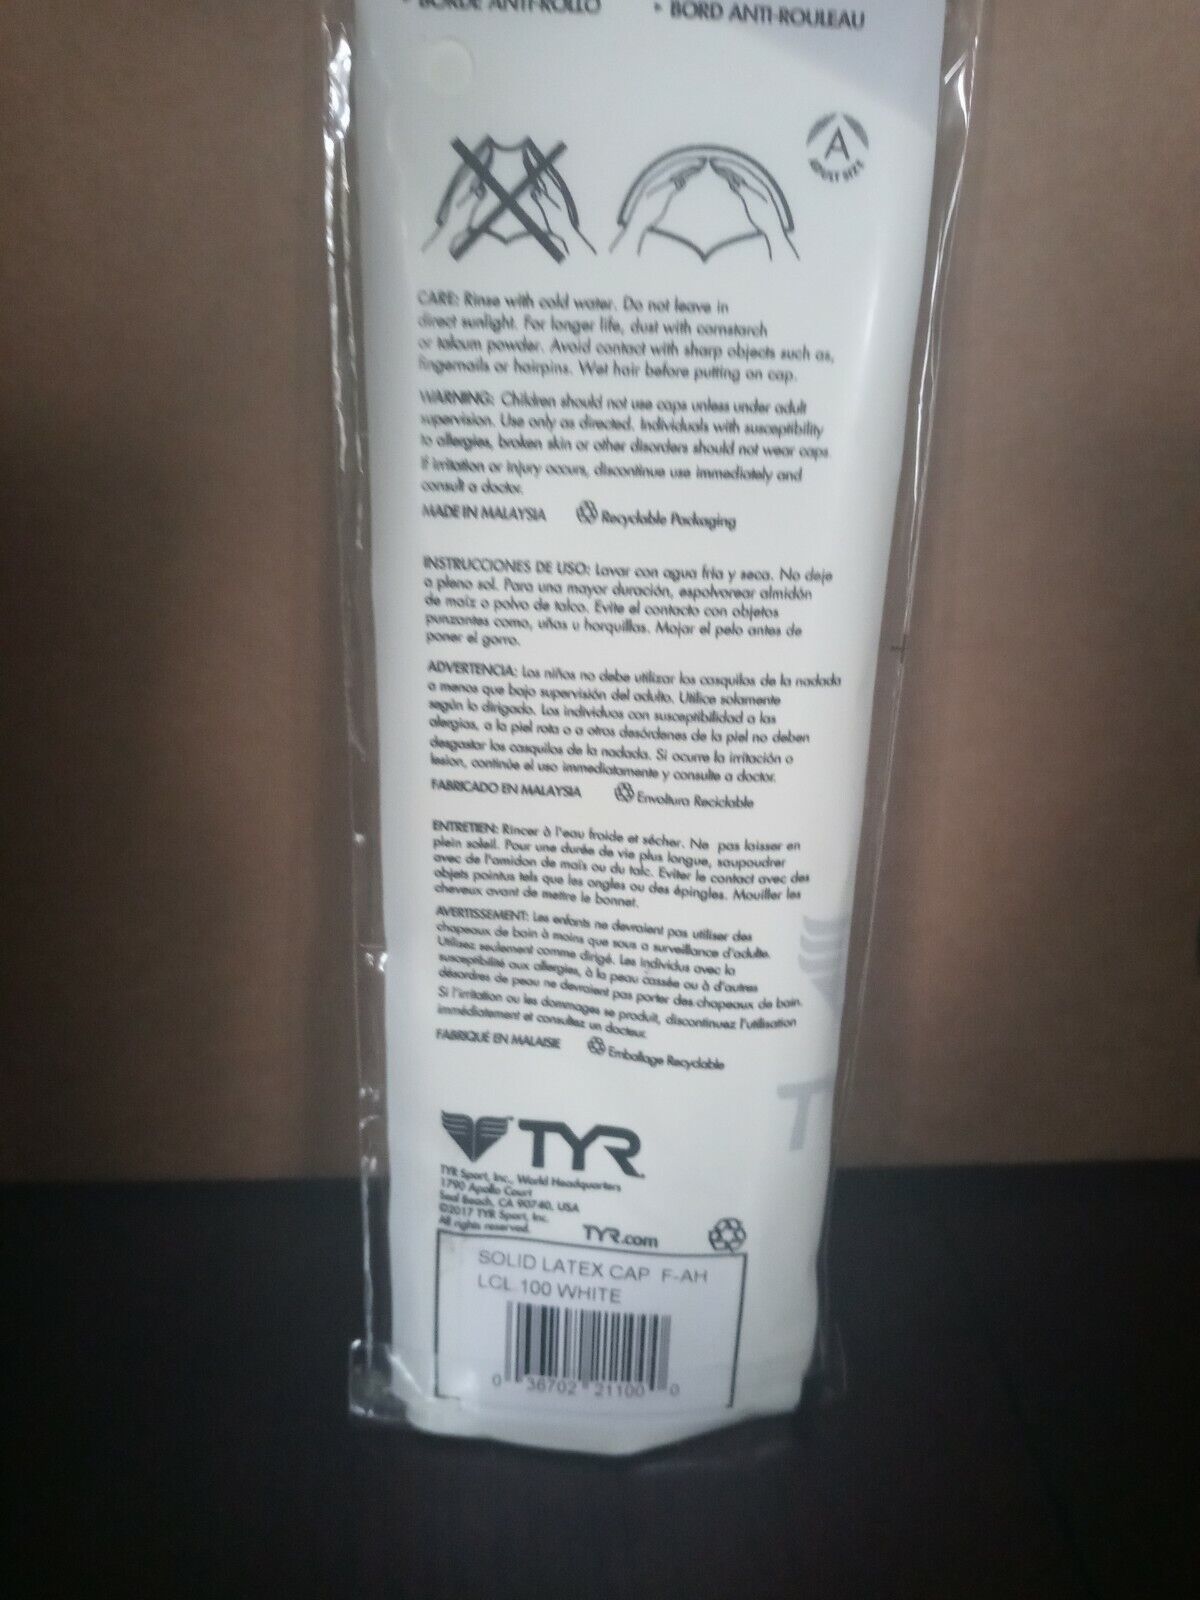 • BORDE ANTI-ROLLO
• BORD ANTI-ROULEAU
A
ADULT SIZE
CARE: Rinse with cold water. Do not leave in
direct sunlight. For longer life, dust with cornstarch
or talcum powder. Avoid contact with sharp objects such as,
fingernails or hairpins. Wet hair before putting on cap.
WARNING: Children should not use caps unless under adult
supervision. Use only as directed. Individuals with susceptibility
to allergies, broken skin or other disorders should not wear caps.
If irritation or injury occurs, discontinue use immediately and
consult a doctor.
MADE IN MALAYSIA
Recyclable Packaging
INSTRUCCIONES DE USO: Lavar con agua fria y seca. No deje
a pleno sol. Para una mayor duración, espolvorear almidón
de maíz o polvo de talco. Evite el contacto con objetos
punzantes como, uñas u horquillas. Mojar el pelo antes de
poner el gorro.
ADVERTENCIA: Los niños no debe utilizar los casquilos de la nadada
a menos que bajo supervisión del adulto. Utilice solamente
según lo dirigado. Los individuos con susceptibilidad a las
alergias, a la piel rota o a otros desórdenes de la piel no deben
desgastar los casquilos de la nadada. Si ocurre la irritación o
lesion, continúe el uso immediatamente y consulte a doctor.
FABRICADO EN MALAYSIA
Envoltura Reciclable
ENTRETIEN: Rincer à l'eau froide et sécher. Ne pas laisser en
plein soleil. Pour une durée de vie plus longue, saupoudrer
avec de l'amidon de maïs ou du talc. Eviter le contact avec des
objets pointus tels que les ongles ou des épingles. Mouiller les
cheveux avant de mettre le bonnet.
AVERTISSEMENT: Les enfants ne devraient pas utiliser des
chapeaux de bain à moins que sous a surveillance d'adulte.
Utilisez seulement comme dirigé. Les individus avec la
susceptibilité aux allergies, à la peau cassée ou à d'autres
désordres de peau ne devraient pas porter des chapeaux de bain.
Si l'irritation ou les dommages se produit, discontinuez l'utilisation
immédiatement et consultez un docteur.
FABRIQUÉ EN MALAISIE
Emballage Recyclable
TYR
TYR Sport, Inc., World Headquarters
1790 Apollo Court
Seal Beach, CA 90740, USA
©2017 TYR Sport, Inc.
All rights reserved.
TYR.com
SOLID LATEX CAP F-AH
LCL 100 WHITE
0 36702 21100 0